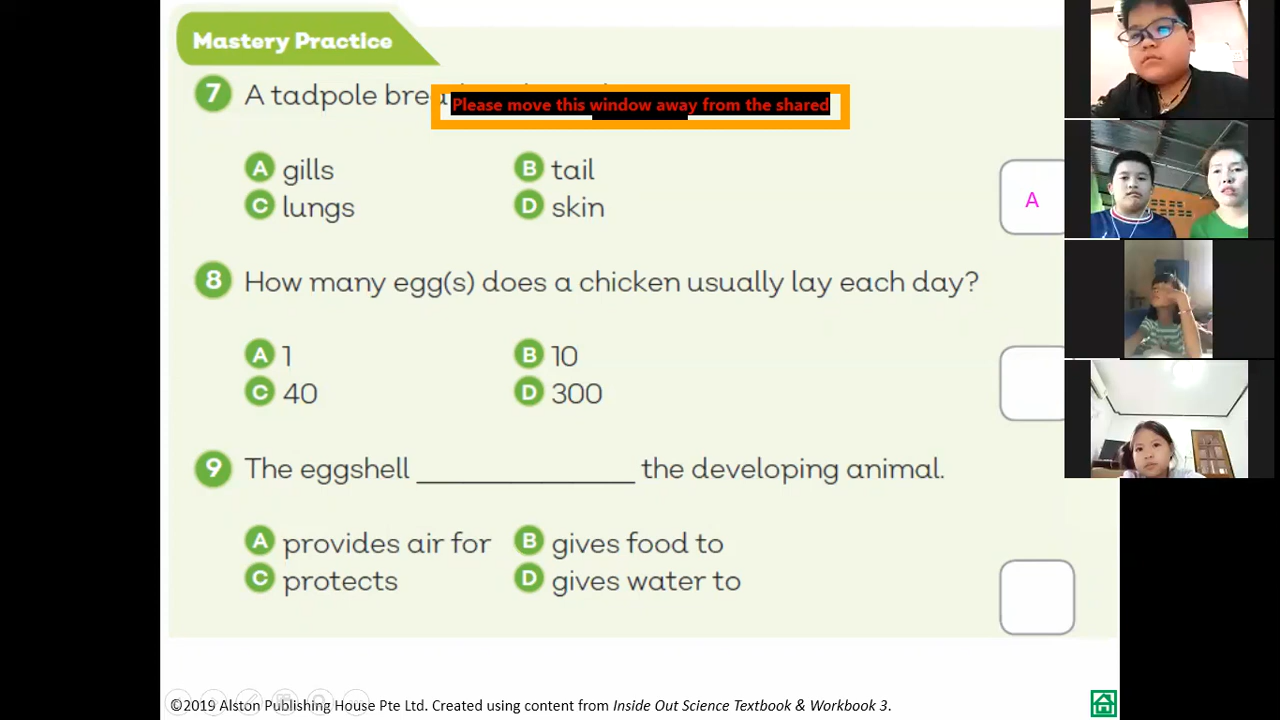 Mastery Practice
7 A tadpole brea
Please move this window away from the shared
A gills B tail
C lungs D skin
A
8 How many egg(s) does a chicken usually lay each day?
A 1 B 10
C 40 D 300
9 The eggshell ______________ the developing animal.
A provides air for B gives food to
C protects D gives water to
©2019 Alston Publishing House Pte Ltd. Created using content from Inside Out Science Textbook & Workbook 3.